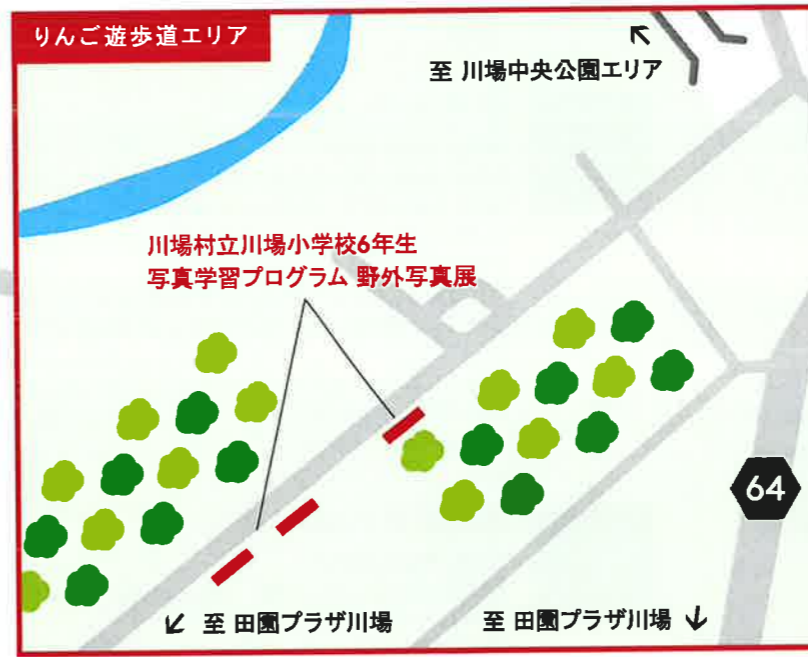 りんご遊歩道エリア
至 川場中央公園エリア
川場村立川場小学校6年生
写真学習プログラム 野外写真展
64
至 田園プラザ川場
至 田園プラザ川場